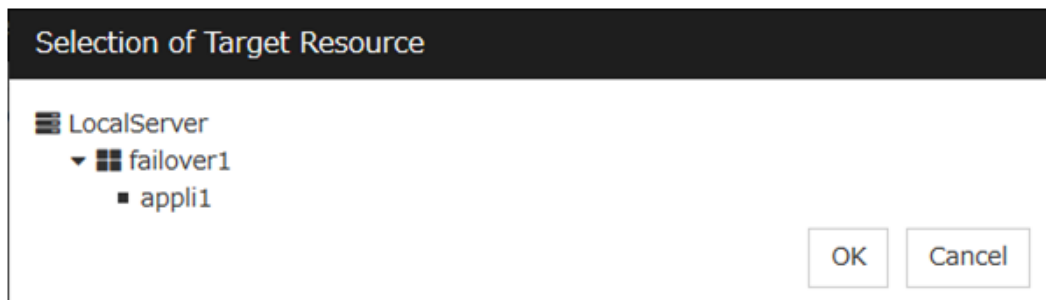 Selection of Target Resource
LocalServer
failover1
appli1
OK Cancel